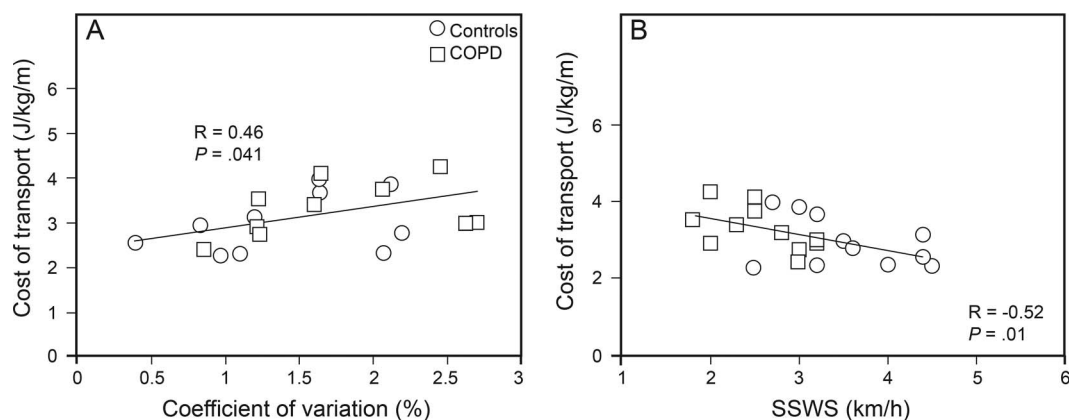 A
Controls
COPD
Cost of transport (J/kg/m)
7
6
5
4
3
2
1
0
R = 0.46
P = .041
0
0.5
1
1.5
2
2.5
3
Coefficient of variation (%)
B
Cost of transport (J/kg/m)
6
4
2
0
R = -0.52
P = .01
1
2
3
4
5
6
SSWS (km/h)